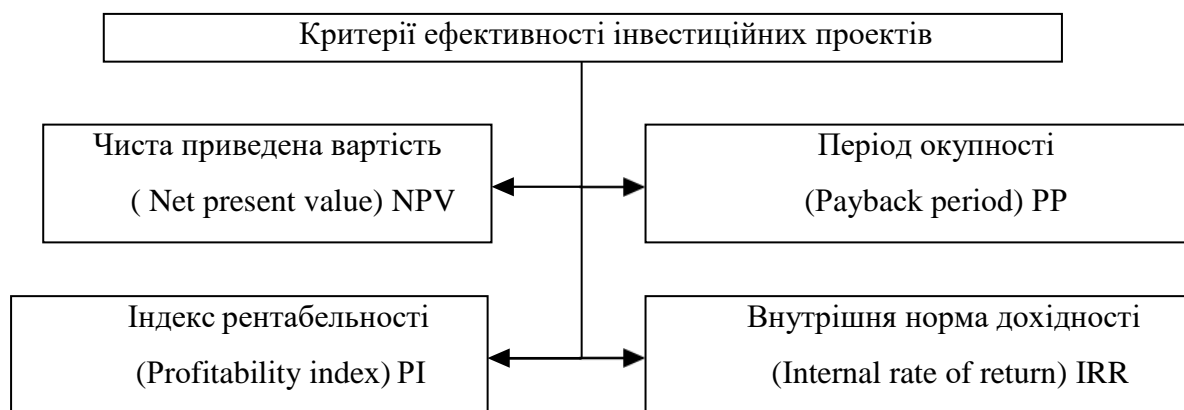 Критерії ефективності інвестиційних проектів
Чиста приведена вартість
( Net present value) NPV
Період окупності
(Payback period) PP
Індекс рентабельності
(Profitability index) PI
Внутрішня норма дохідності
(Internal rate of return) IRR